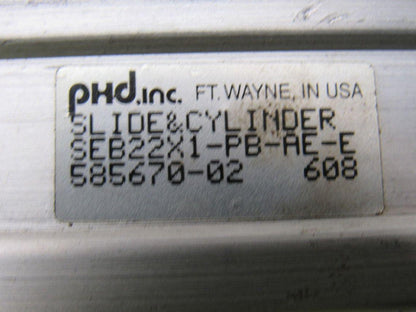 PHD.INC. FT. WAYNE, IN USA
SLIDE&CYLINDER
SEB22X1-PB-AE-E
585670-02 608